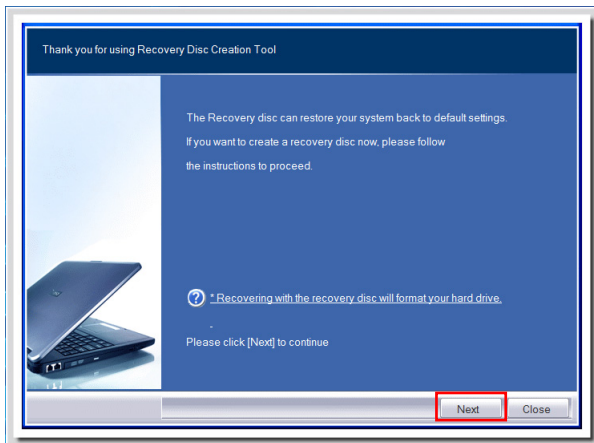 Thank you for using Recovery Disc Creation Tool
The Recovery disc can restore your system back to default settings.
If you want to create a recovery disc now, please follow
the instructions to proceed.
* Recovering with the recovery disc will format your hard drive.
.
Please click [Next] to continue
Next Close